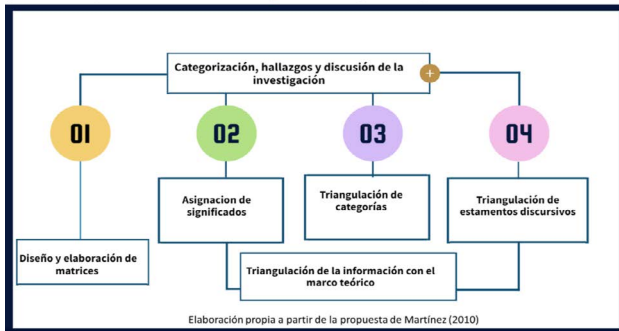 Categorización, hallazgos y discusión de la
investigación
+
01
02
03
04
Asignacion de
significados
Triangulación de
categorías
Triangulación de
estamentos discursivos
Diseño y elaboración de
matrices
Triangulación de la información con el
marco teórico
Elaboración propia a partir de la propuesta de Martínez (2010)